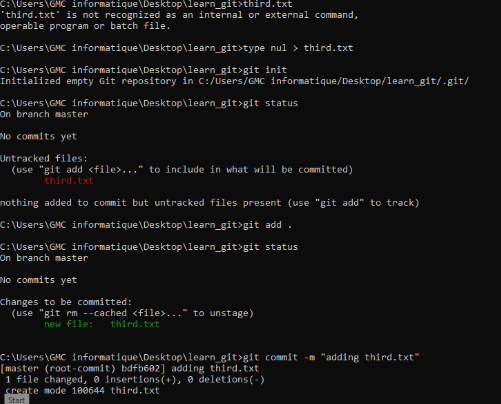 C:\Users\GMC informatique\Desktop\learn_git>third.txt
'third.txt' is not recognized as an internal or external command,
operable program or batch file.
C:\Users\GMC informatique\Desktop\learn_git>type nul > third.txt
C:\Users\GMC informatique\Desktop\learn_git>git init
Initialized empty Git repository in C:/Users/GMC informatique/Desktop/learn_git/.git/
C:\Users\GMC informatique\Desktop\learn_git>git status
On branch master
No commits yet
Untracked files:
  (use "git add <file>..." to include in what will be committed)
        third.txt
nothing added to commit but untracked files present (use "git add" to track)
C:\Users\GMC informatique\Desktop\learn_git>git add .
C:\Users\GMC informatique\Desktop\learn_git>git status
On branch master
No commits yet
Changes to be committed:
  (use "git rm --cached <file>..." to unstage)
        new file:   third.txt
C:\Users\GMC informatique\Desktop\learn_git>git commit -m "adding third.txt"
[master (root-commit) bdfb602] adding third.txt
 1 file changed, 0 insertions(+), 0 deletions(-)
 create mode 100644 third.txt
Start